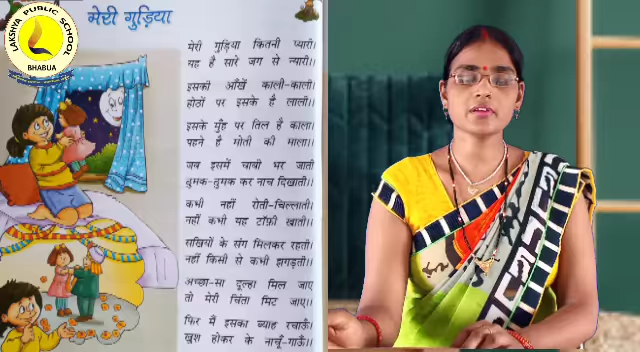 LAKSHYA PUBLIC SCHOOL
BHABUA
मेरी गुड़िया
मेरी गुड़िया कितनी प्यारी।
यह है सारे जग से न्यारी।।
इसकी आँखें काली-काली।
होठों पर इसके है लाली।।
इसके मुँह पर तिल है काला।
पहने है मोती की माला।।
जब इसमें चाबी भर जाती
ठुमक-ठुमक कर नाच दिखाती।।
कभी नहीं रोती-चिल्लाती।
नहीं कभी यह टॉफ़ी खाती।।
सखियों के संग मिलकर रहती।
नहीं किसी से कभी झगड़ती।।
अच्छा-सा दूल्हा मिल जाए
तो मेरी चिंता मिट जाए।।
फिर मैं इसका ब्याह रचाऊँ।
खुश होकर के नाचूँ-गाऊँ।।